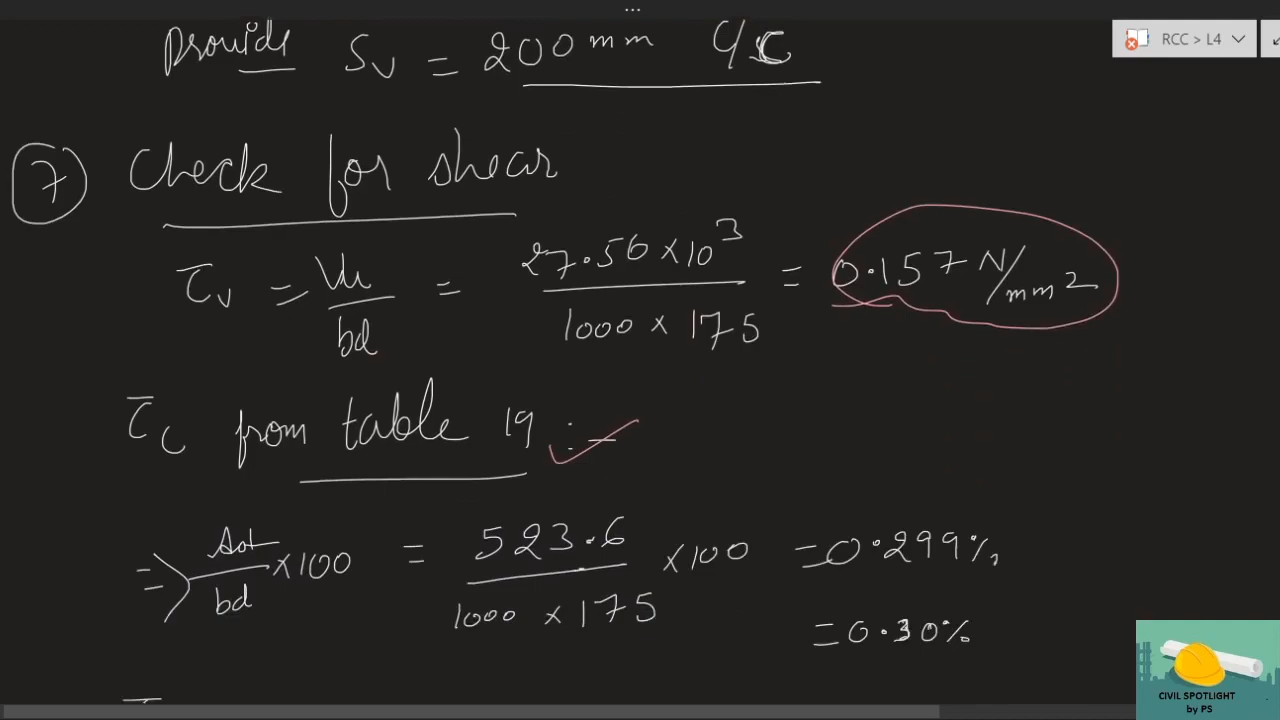 ...
Provide Sv = 200mm c/c
RCC > L4
7 Check for shear
τv = Vu/bd = 27.56 × 10³ / 1000 × 175 = 0.157 N/mm2
τc from table 19 :-
⇒ Ast/bd × 100 = 523.6 / 1000 × 175 × 100 = 0.299%
= 0.30%
CIVIL SPOTLIGHT
by PS